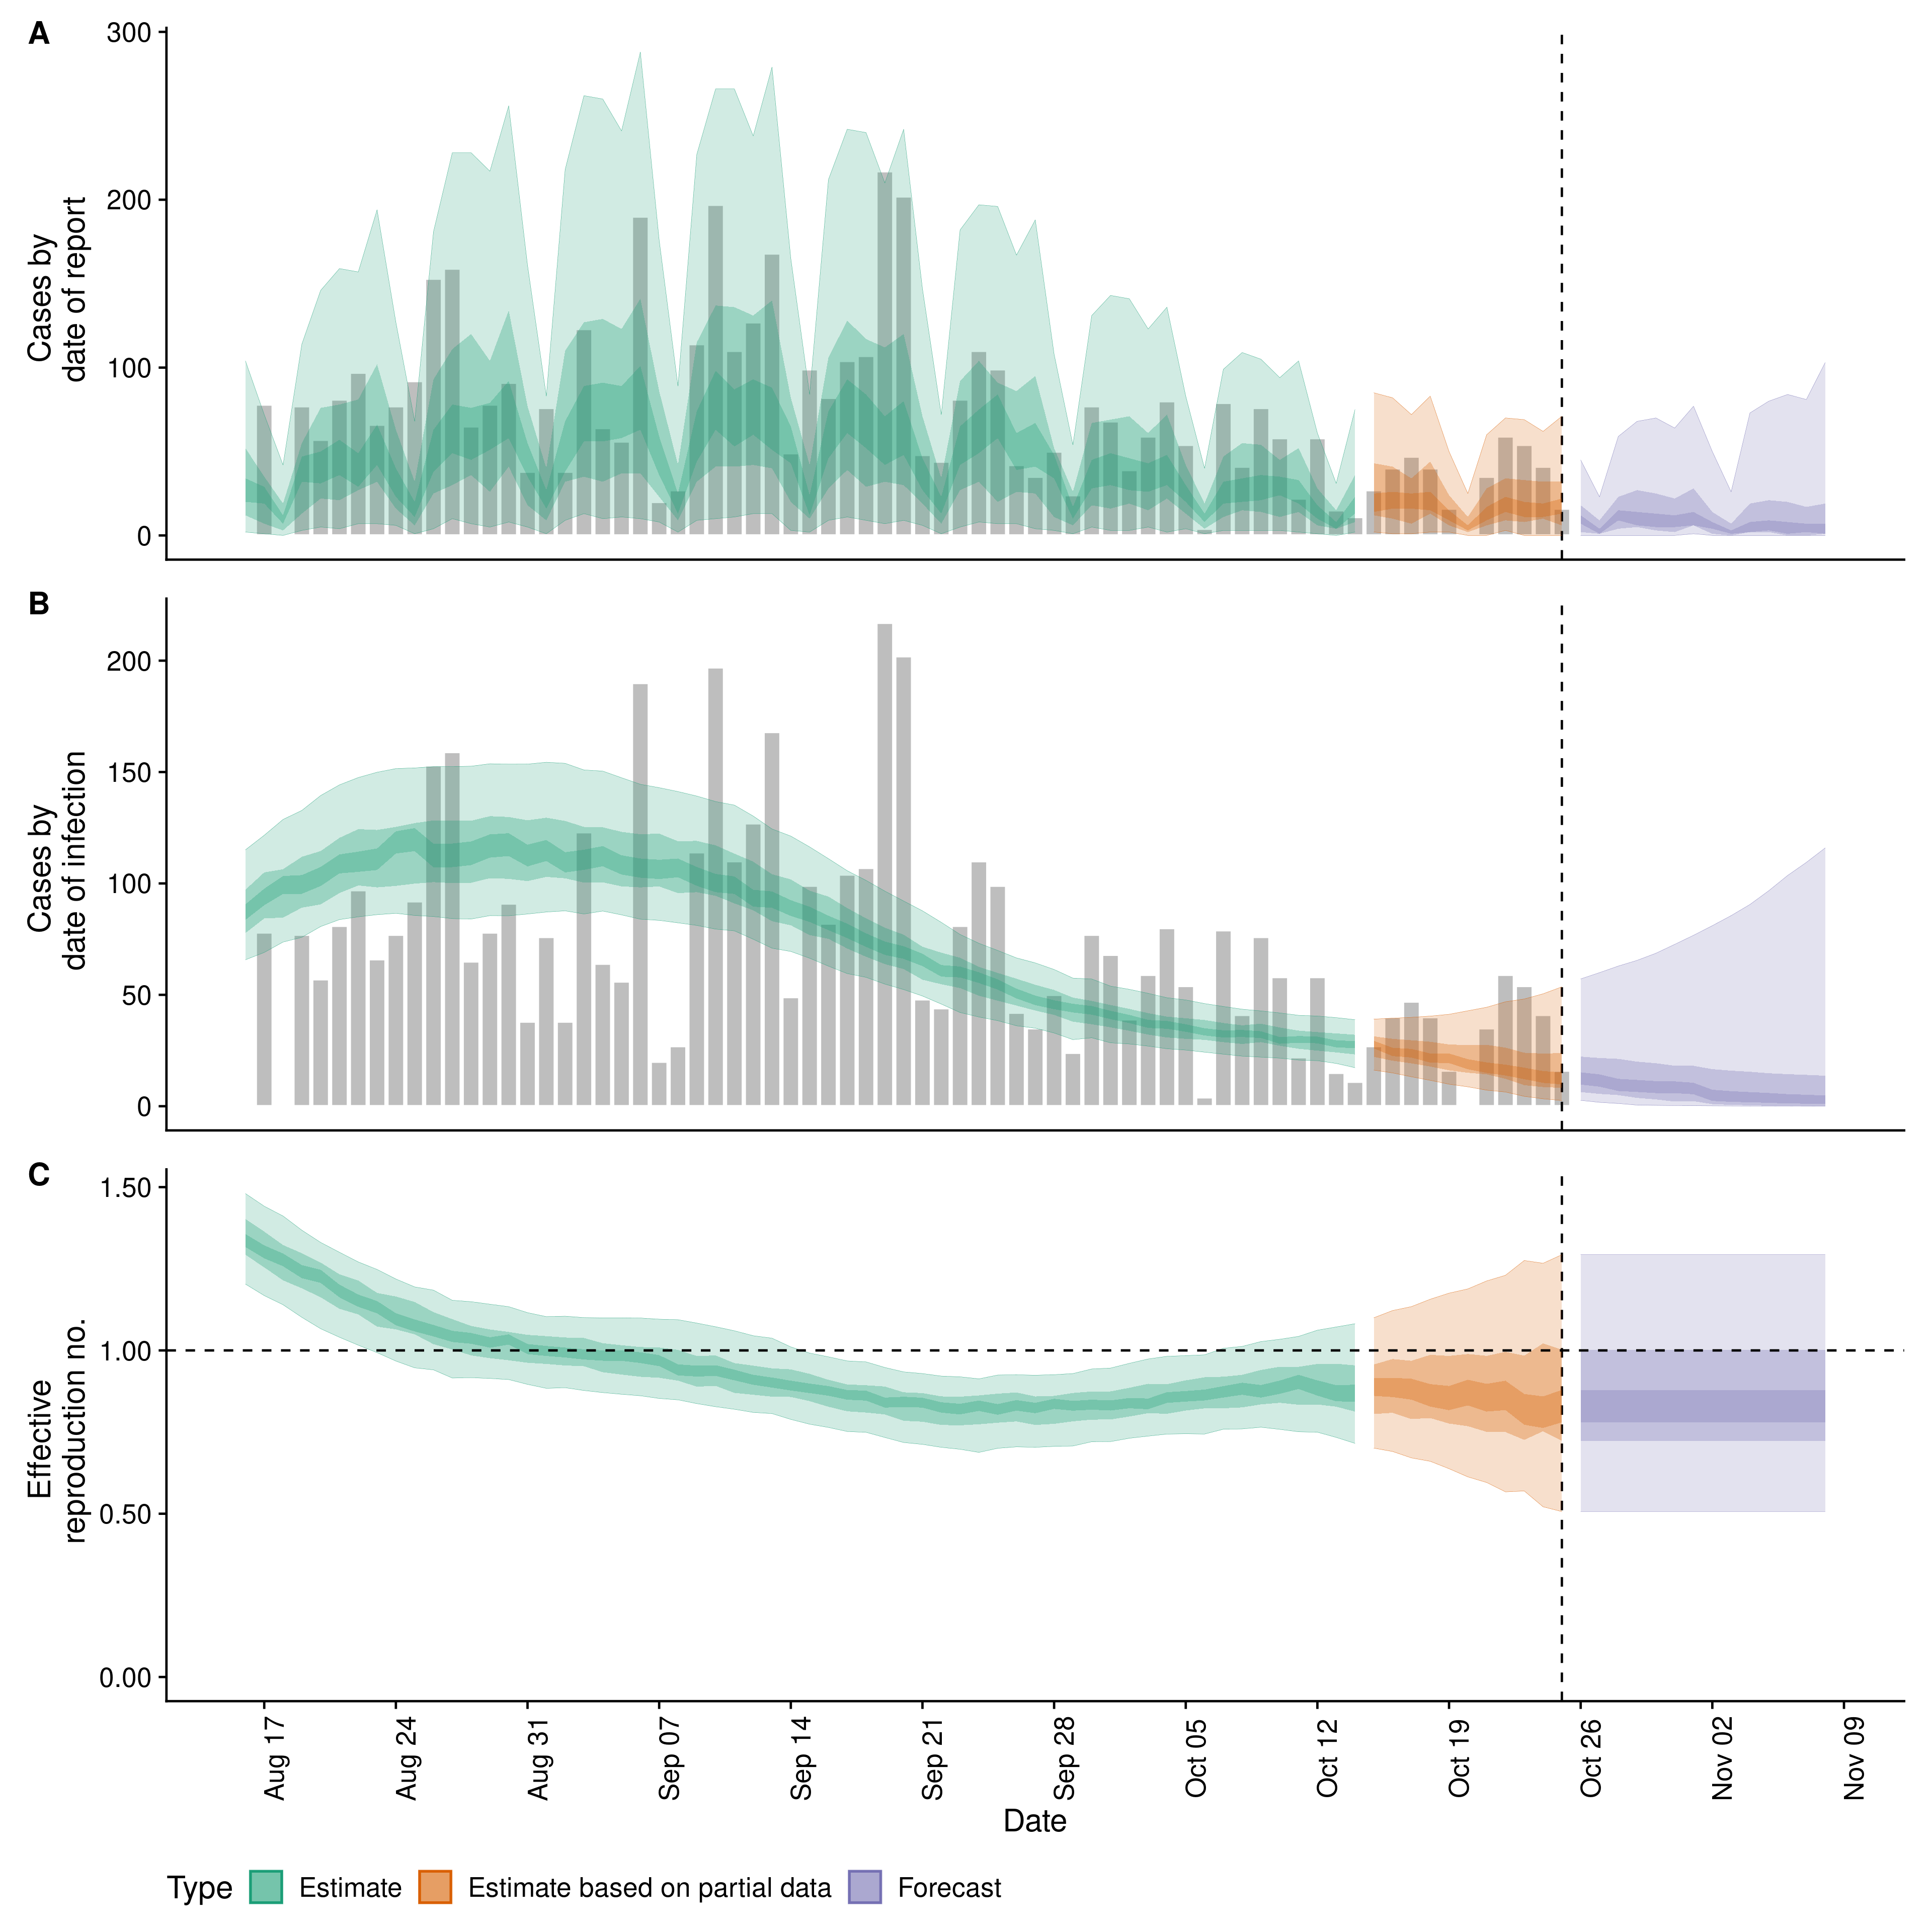 A
300
200
100
0
Cases by
date of report
B
200
150
100
50
0
Cases by
date of infection
C
1.50
1.00
0.50
0.00
Effective
reproduction no.
Aug 17
Aug 24
Aug 31
Sep 07
Sep 14
Sep 21
Sep 28
Oct 05
Oct 12
Oct 19
Oct 26
Nov 02
Nov 09
Date
Type Estimate Estimate based on partial data Forecast